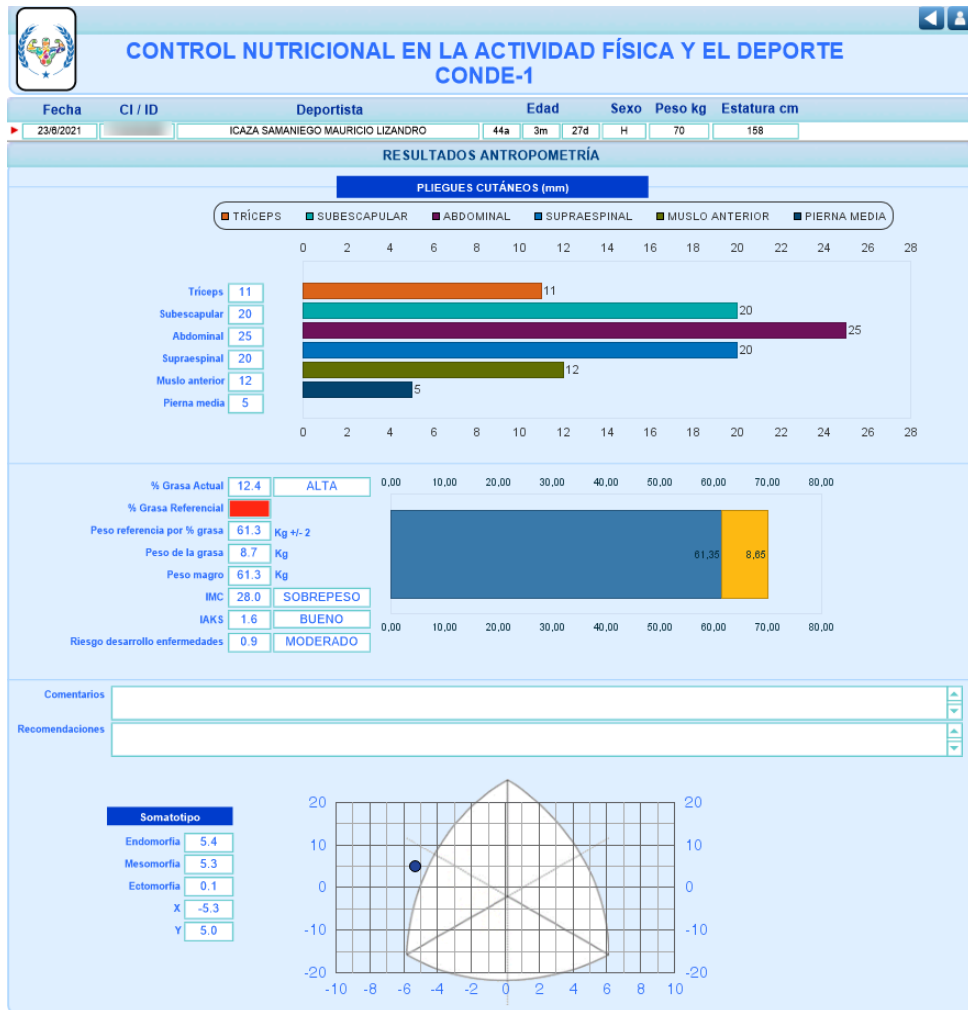 CONTROL NUTRICIONAL EN LA ACTIVIDAD FÍSICA Y EL DEPORTE
CONDE-1
Fecha CI / ID Deportista Edad Sexo Peso kg Estatura cm
23/6/2021 ICAZA SAMANIEGO MAURICIO LIZANDRO 44a 3m 27d H 70 158
RESULTADOS ANTROPOMETRÍA
PLIEGUES CUTÁNEOS (mm)
TRÍCEPS SUBESCAPULAR ABDOMINAL SUPRAESPINAL MUSLO ANTERIOR PIERNA MEDIA
0 2 4 6 8 10 12 14 16 18 20 22 24 26 28
Tríceps 11 11
Subescapular 20 20
Abdominal 25 25
Supraespinal 20 20
Muslo anterior 12 12
Pierna media 5 5
0 2 4 6 8 10 12 14 16 18 20 22 24 26 28
% Grasa Actual 12.4 ALTA 0,00 10,00 20,00 30,00 40,00 50,00 60,00 70,00 80,00
% Grasa Referencial
Peso referencia por % grasa 61.3 Kg +/- 2
Peso de la grasa 8.7 Kg 61,35 8,65
Peso magro 61.3 Kg
IMC 28.0 SOBREPESO
IAKS 1.6 BUENO
0,00 10,00 20,00 30,00 40,00 50,00 60,00 70,00 80,00
Riesgo desarrollo enfermedades 0.9 MODERADO
Comentarios
Recomendaciones
Somatotipo
Endomorfia 5.4
Mesomorfia 5.3
Ectomorfia 0.1
X -5.3
Y 5.0
20 20
10 10
0 0
-10 -10
-20 -20
-10 -8 -6 -4 -2 0 2 4 6 8 10